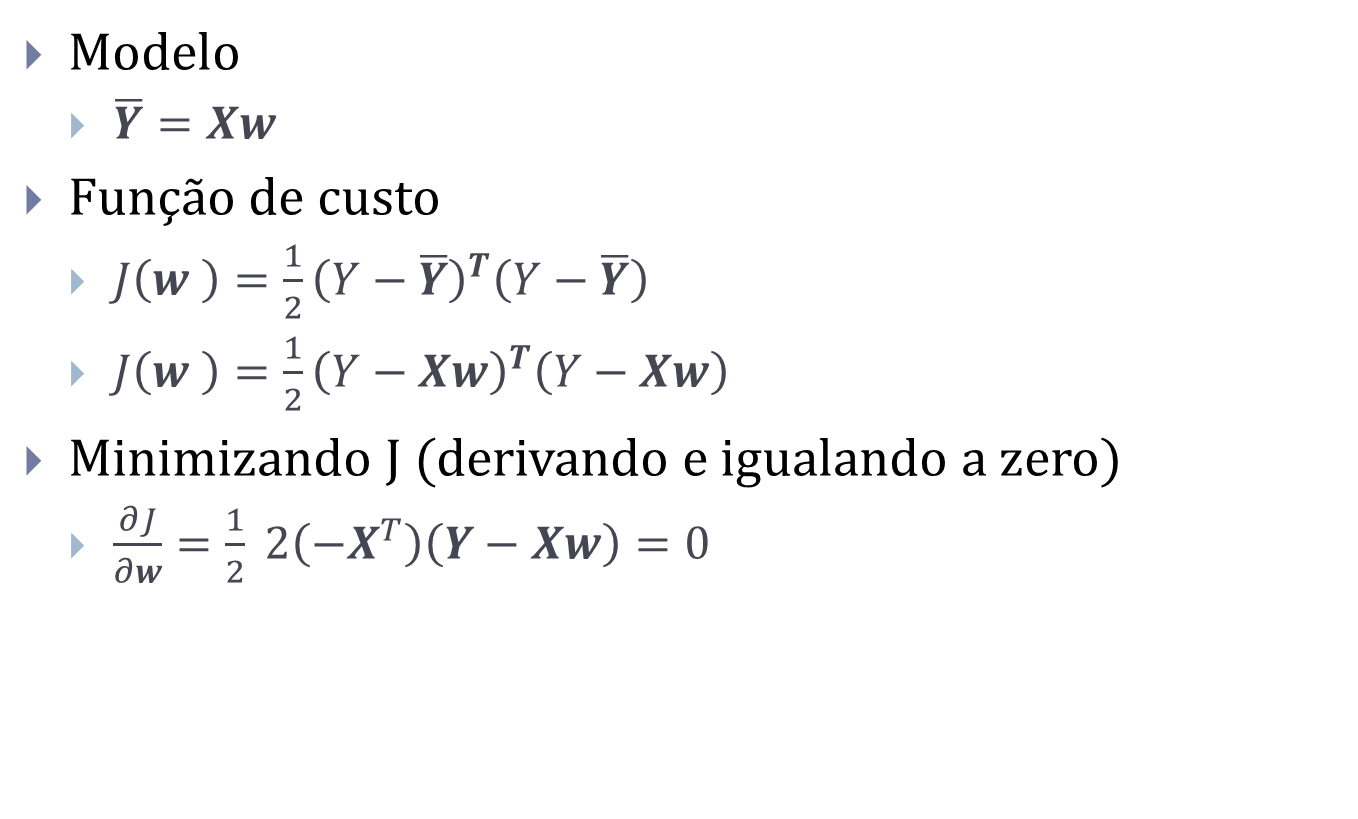 Modelo
Y̅ = Xw
Função de custo
J(w ) = 1/2 (Y − Y̅)ᵀ(Y − Y̅)
J(w ) = 1/2 (Y − Xw)ᵀ(Y − Xw)
Minimizando J (derivando e igualando a zero)
∂J/∂w = 1/2 2(−Xᵀ)(Y − Xw) = 0